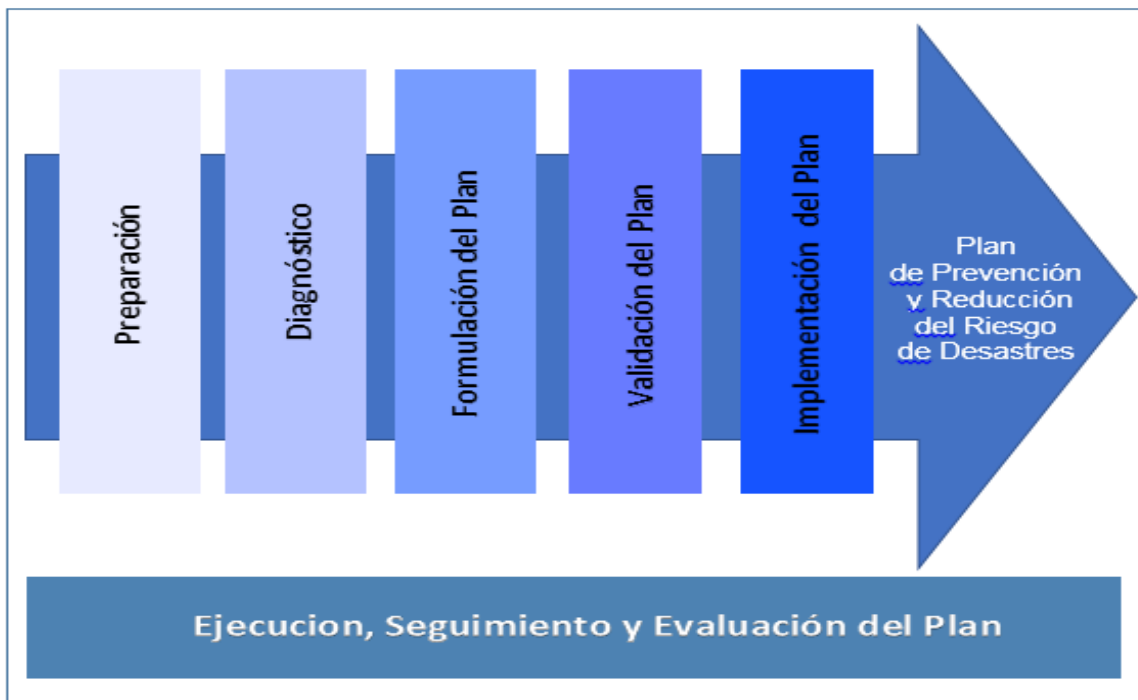 Preparación
Diagnóstico
Formulación del Plan
Validación del Plan
Implementación del Plan
Plan
de Prevención
y Reducción
del Riesgo
de Desastres
Ejecucion, Seguimiento y Evaluación del Plan